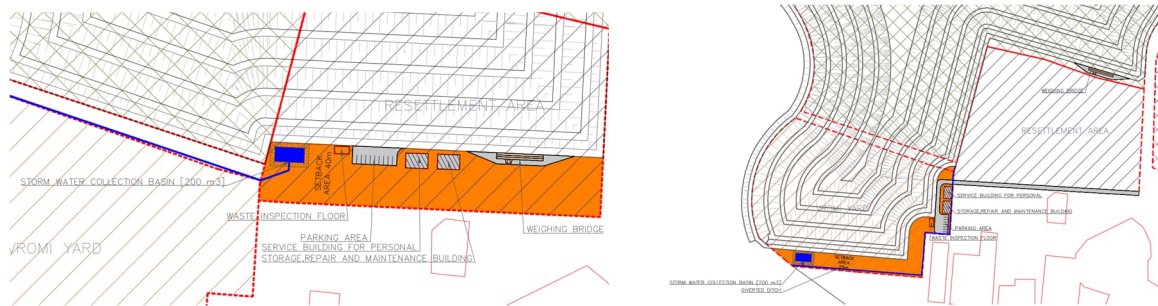 RESETTLEMENT AREA
STORM WATER COLLECTION BASIN [200 m3]
SETBACK
AREA 40m
WASTE INSPECTION FLOOR
PARKING AREA
SERVICE BUILDING FOR PERSONAL
STORAGE,REPAIR AND MAINTENANCE BUILDING
WEIGHING BRIDGE
VROMI YARD
WEIGHING BRIDGE
RESETTLEMENT AREA
SERVICE BUILDING FOR PERSONAL
STORAGE,REPAIR AND MAINTENANCE BUILDING
PARKING AREA
WASTE INSPECTION FLOOR
VROMI YARD
SETBACK
AREA
STORM WATER COLLECTION BASIN [200 m3]
DIVERTED DITCH